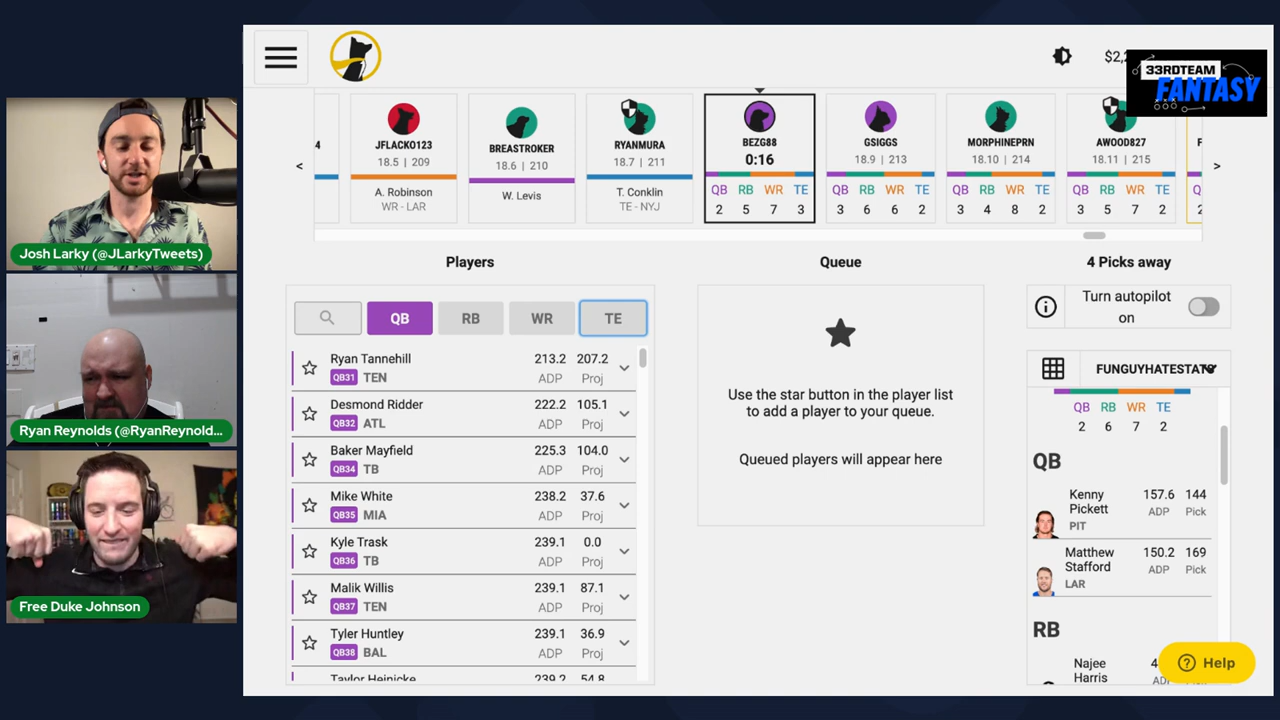 $2,2
33RDTEAM
FANTASY
4
JFLACKO123
18.5 | 209
A. Robinson
WR - LAR
BREASTROKER
18.6 | 210
W. Levis
RYANMURA
18.7 | 211
T. Conklin
TE - NYJ
BEZG88
0:16
QB RB WR TE
2 5 7 3
GSIGGS
18.9 | 213
QB RB WR TE
3 6 6 2
MORPHINEPRN
18.10 | 214
QB RB WR TE
3 4 8 2
AWOOD827
18.11 | 215
QB RB WR TE
3 5 7 2
F
Q
2
< >
Josh Larky (@JLarkyTweets)
Ryan Reynolds (@RyanReynold...
Free Duke Johnson
Players
QB RB WR TE
Ryan Tannehill 213.2 207.2
QB31 TEN ADP Proj
Desmond Ridder 222.2 105.1
QB32 ATL ADP Proj
Baker Mayfield 225.3 104.0
QB34 TB ADP Proj
Mike White 238.2 37.6
QB35 MIA ADP Proj
Kyle Trask 239.1 0.0
QB36 TB ADP Proj
Malik Willis 239.1 87.1
QB37 TEN ADP Proj
Tyler Huntley 239.1 36.9
QB38 BAL ADP Proj
Taylor Heinicke 239.2 54.8
Queue
Use the star button in the player list
to add a player to your queue.
Queued players will appear here
4 Picks away
Turn autopilot
on
FUNGUYHATESTATS
QB RB WR TE
2 6 7 2
QB
Kenny
Pickett 157.6 144
PIT ADP Pick
Matthew
Stafford 150.2 169
LAR ADP Pick
RB
Najee
Harris 4
ADP
Help